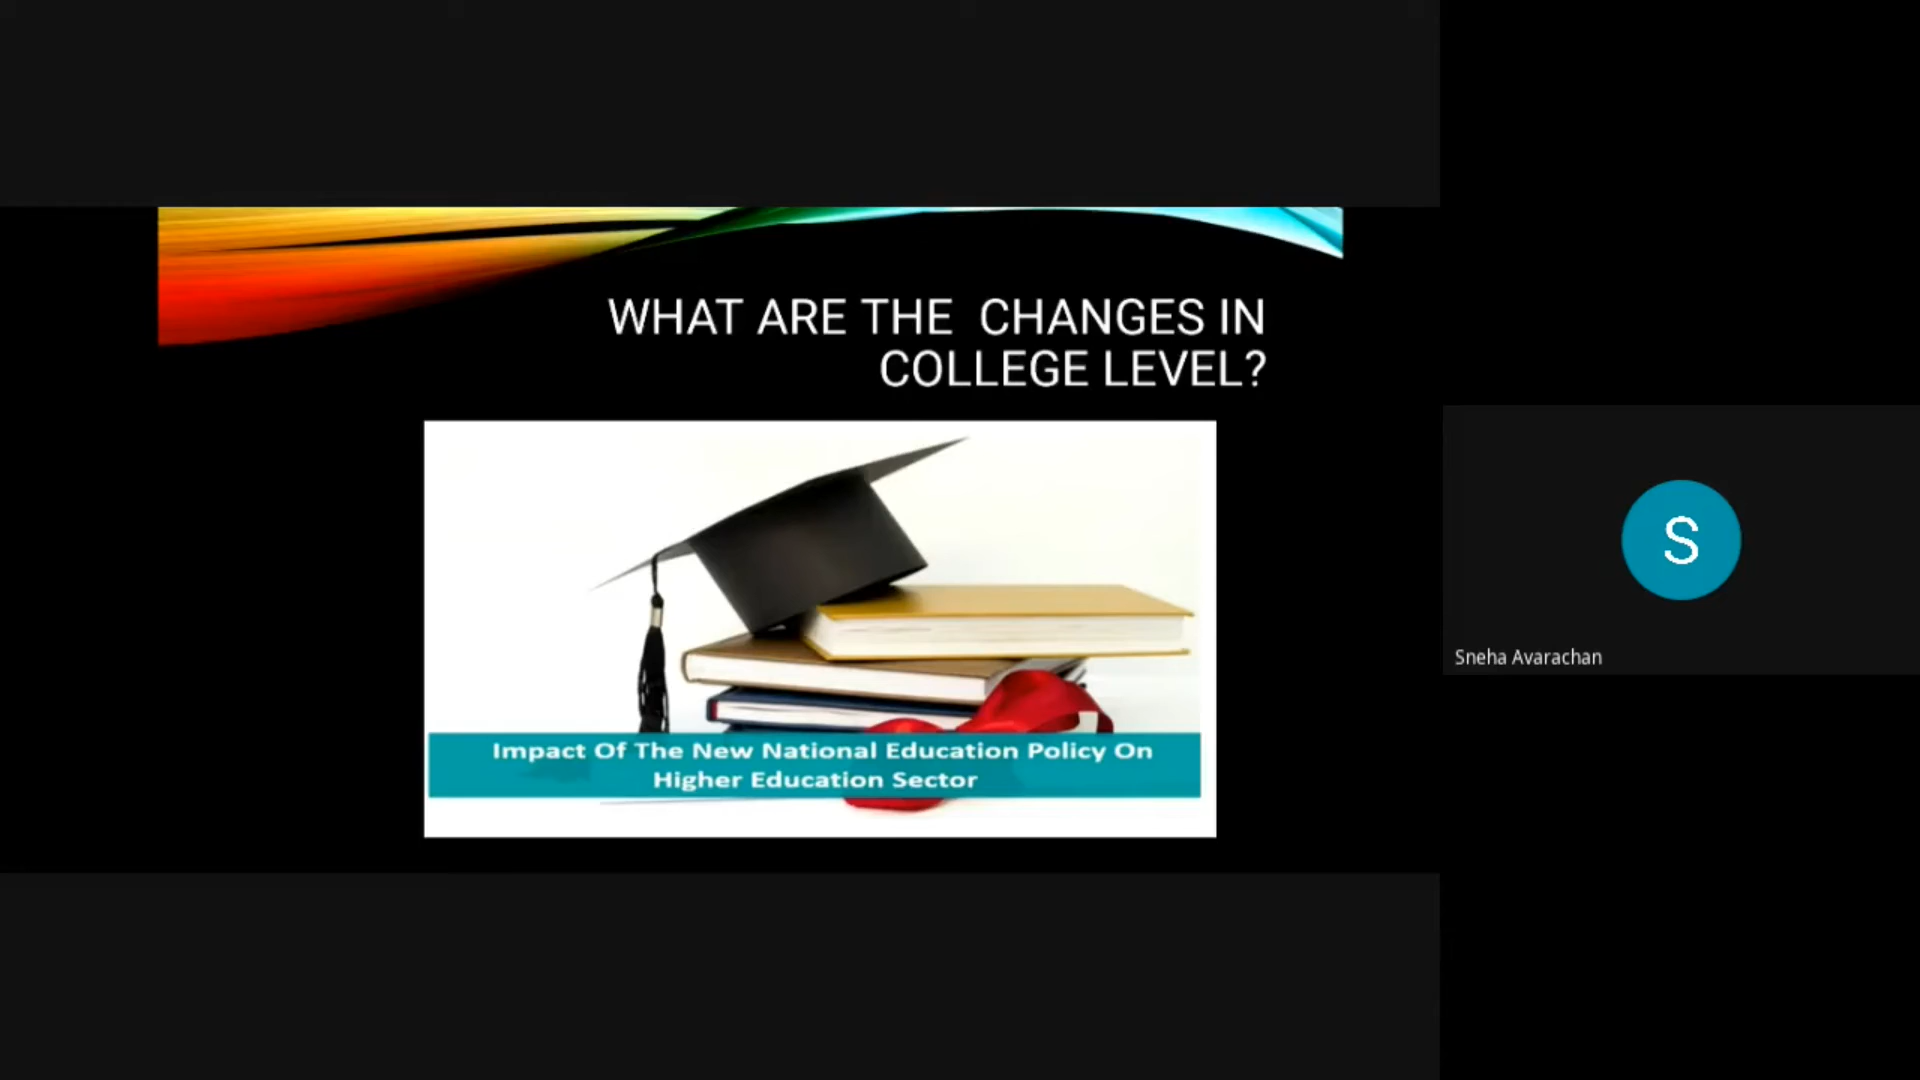 WHAT ARE THE  CHANGES IN
COLLEGE LEVEL?
Impact Of The New National Education Policy On
Higher Education Sector
S
Sneha Avarachan